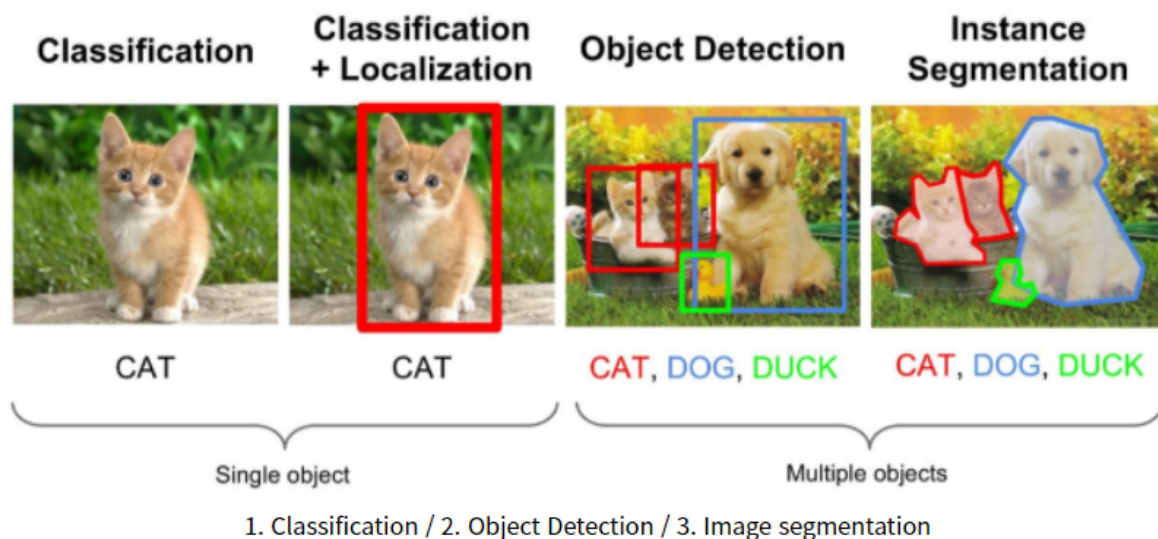 Classification
Classification
+ Localization
Object Detection
Instance
Segmentation
CAT
CAT
CAT, DOG, DUCK
CAT, DOG, DUCK
Single object
Multiple objects
1. Classification / 2. Object Detection / 3. Image segmentation